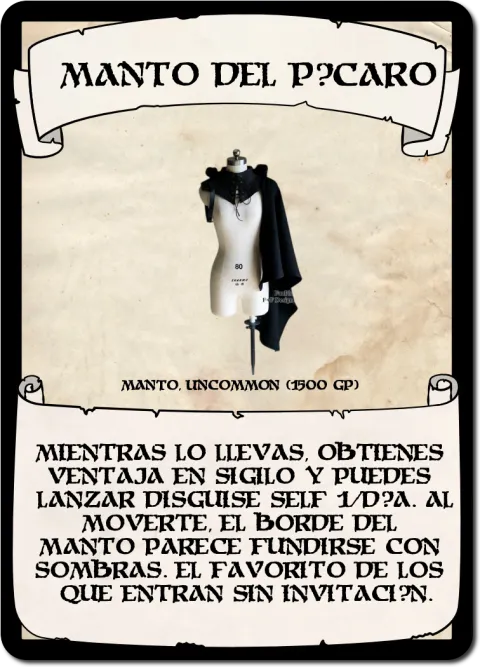 MANTO DEL P?CARO
80
MANTO, UNCOMMON (1500 GP)
MIENTRAS LO LLEVAS, OBTIENES
VENTAJA EN SIGILO Y PUEDES
LANZAR DISGUISE SELF 1/D?A. AL
MOVERTE, EL BORDE DEL
MANTO PARECE FUNDIRSE CON
SOMBRAS. EL FAVORITO DE LOS
QUE ENTRAN SIN INVITACI?N.